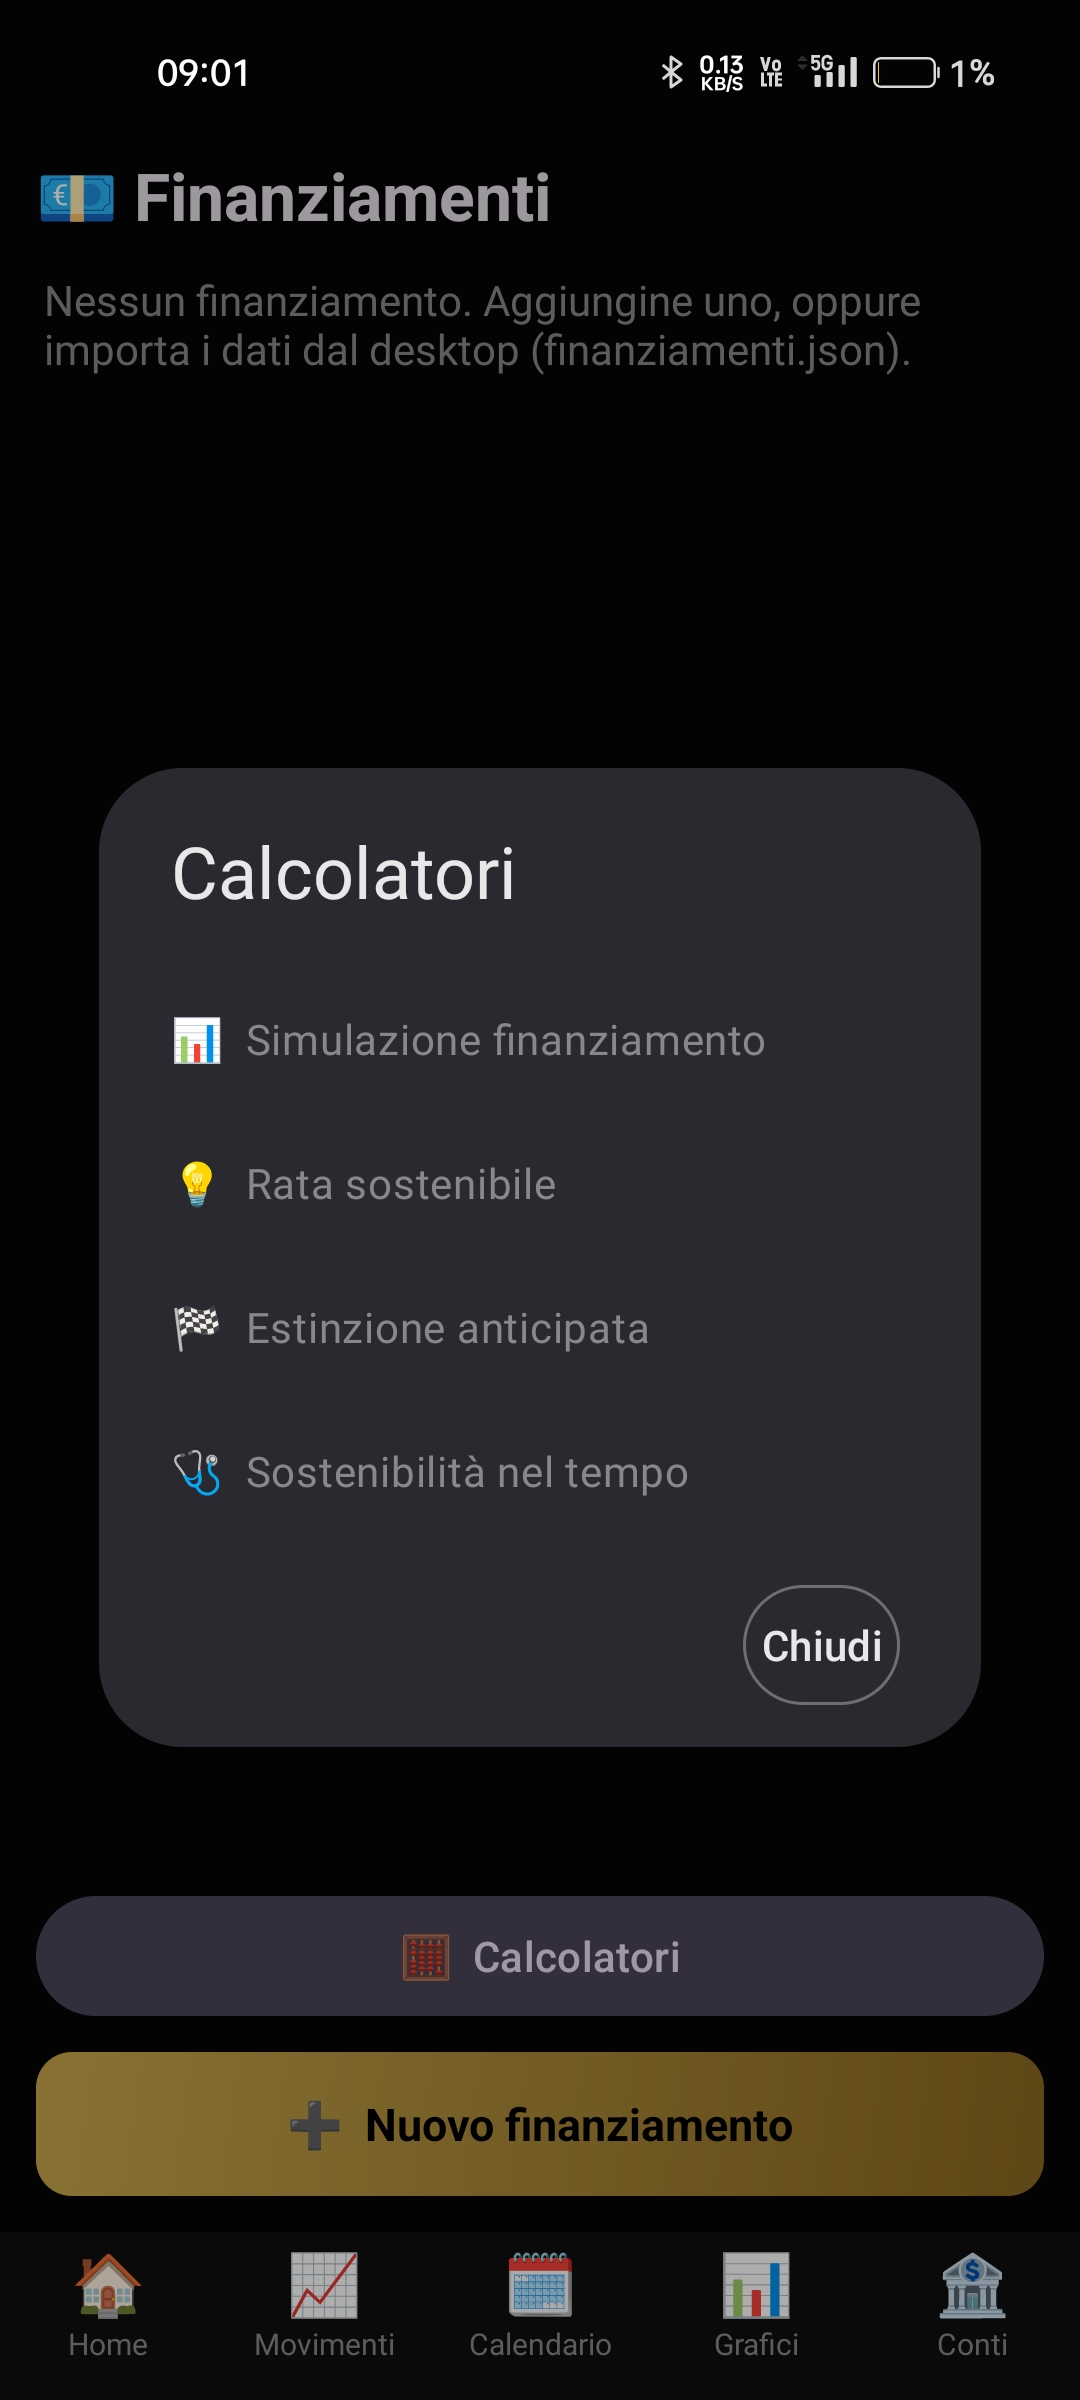 09:01
0.13 KB/S Vo LTE 5G 1%
Finanziamenti
Nessun finanziamento. Aggiungine uno, oppure
importa i dati dal desktop (finanziamenti.json).
Calcolatori
Simulazione finanziamento
Rata sostenibile
Estinzione anticipata
Sostenibilità nel tempo
Chiudi
Calcolatori
Nuovo finanziamento
Home Movimenti Calendario Grafici Conti